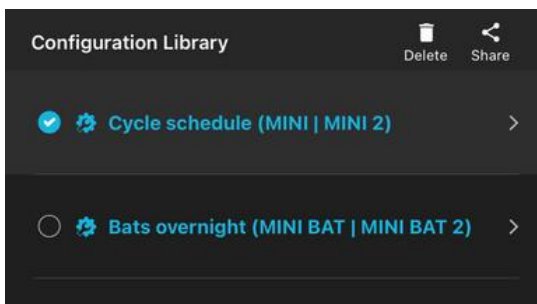 Configuration Library
Delete Share
Cycle schedule (MINI | MINI 2)
Bats overnight (MINI BAT | MINI BAT 2)